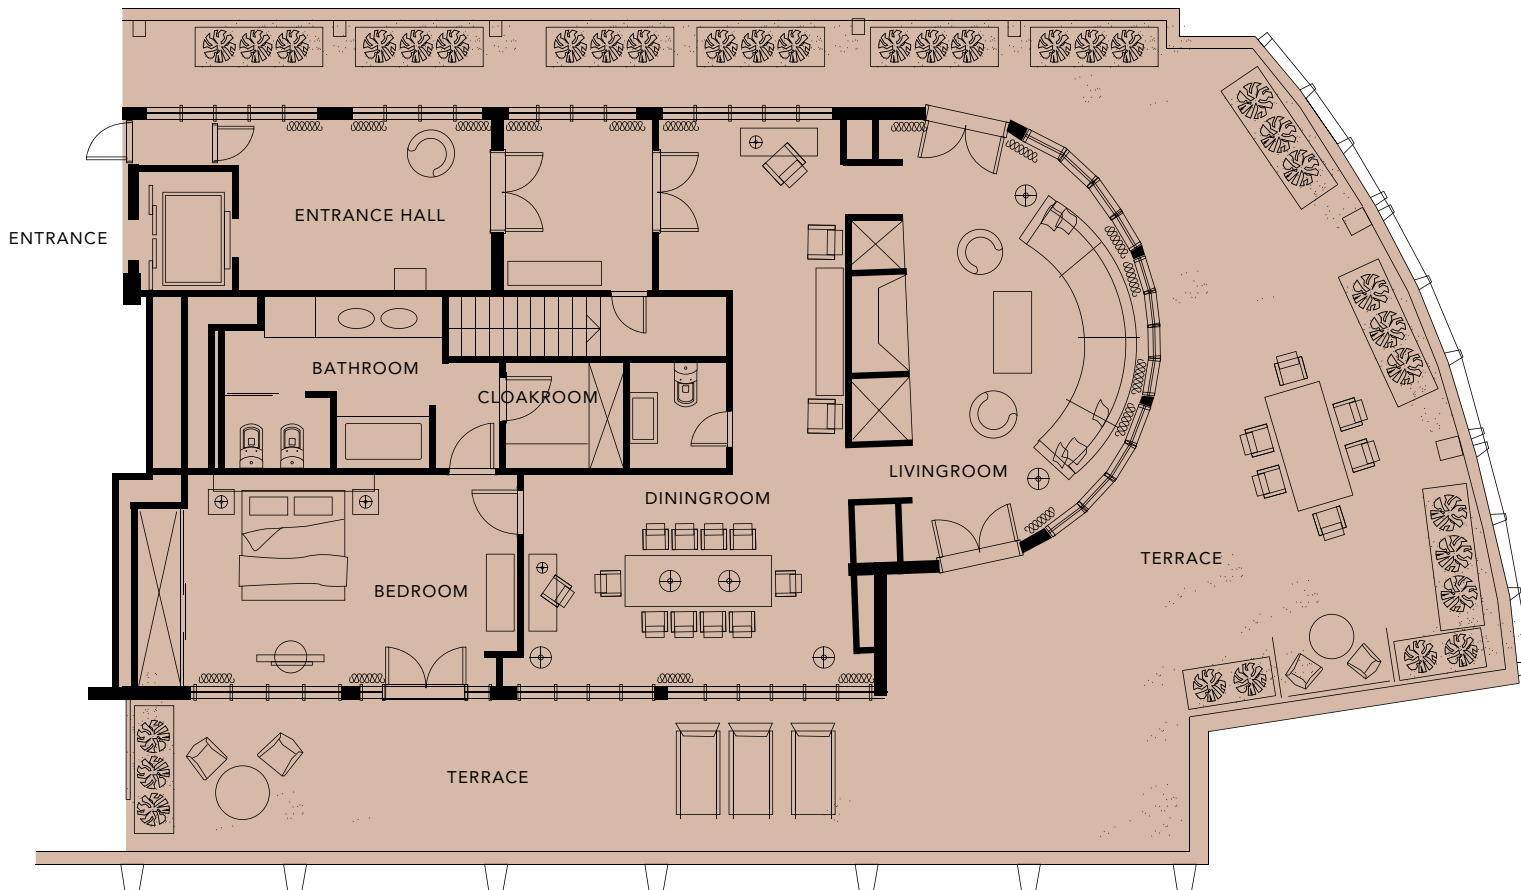 ENTRANCE HALL
ENTRANCE
BATHROOM
CLOAKROOM
LIVINGROOM
DININGROOM
TERRACE
BEDROOM
TERRACE